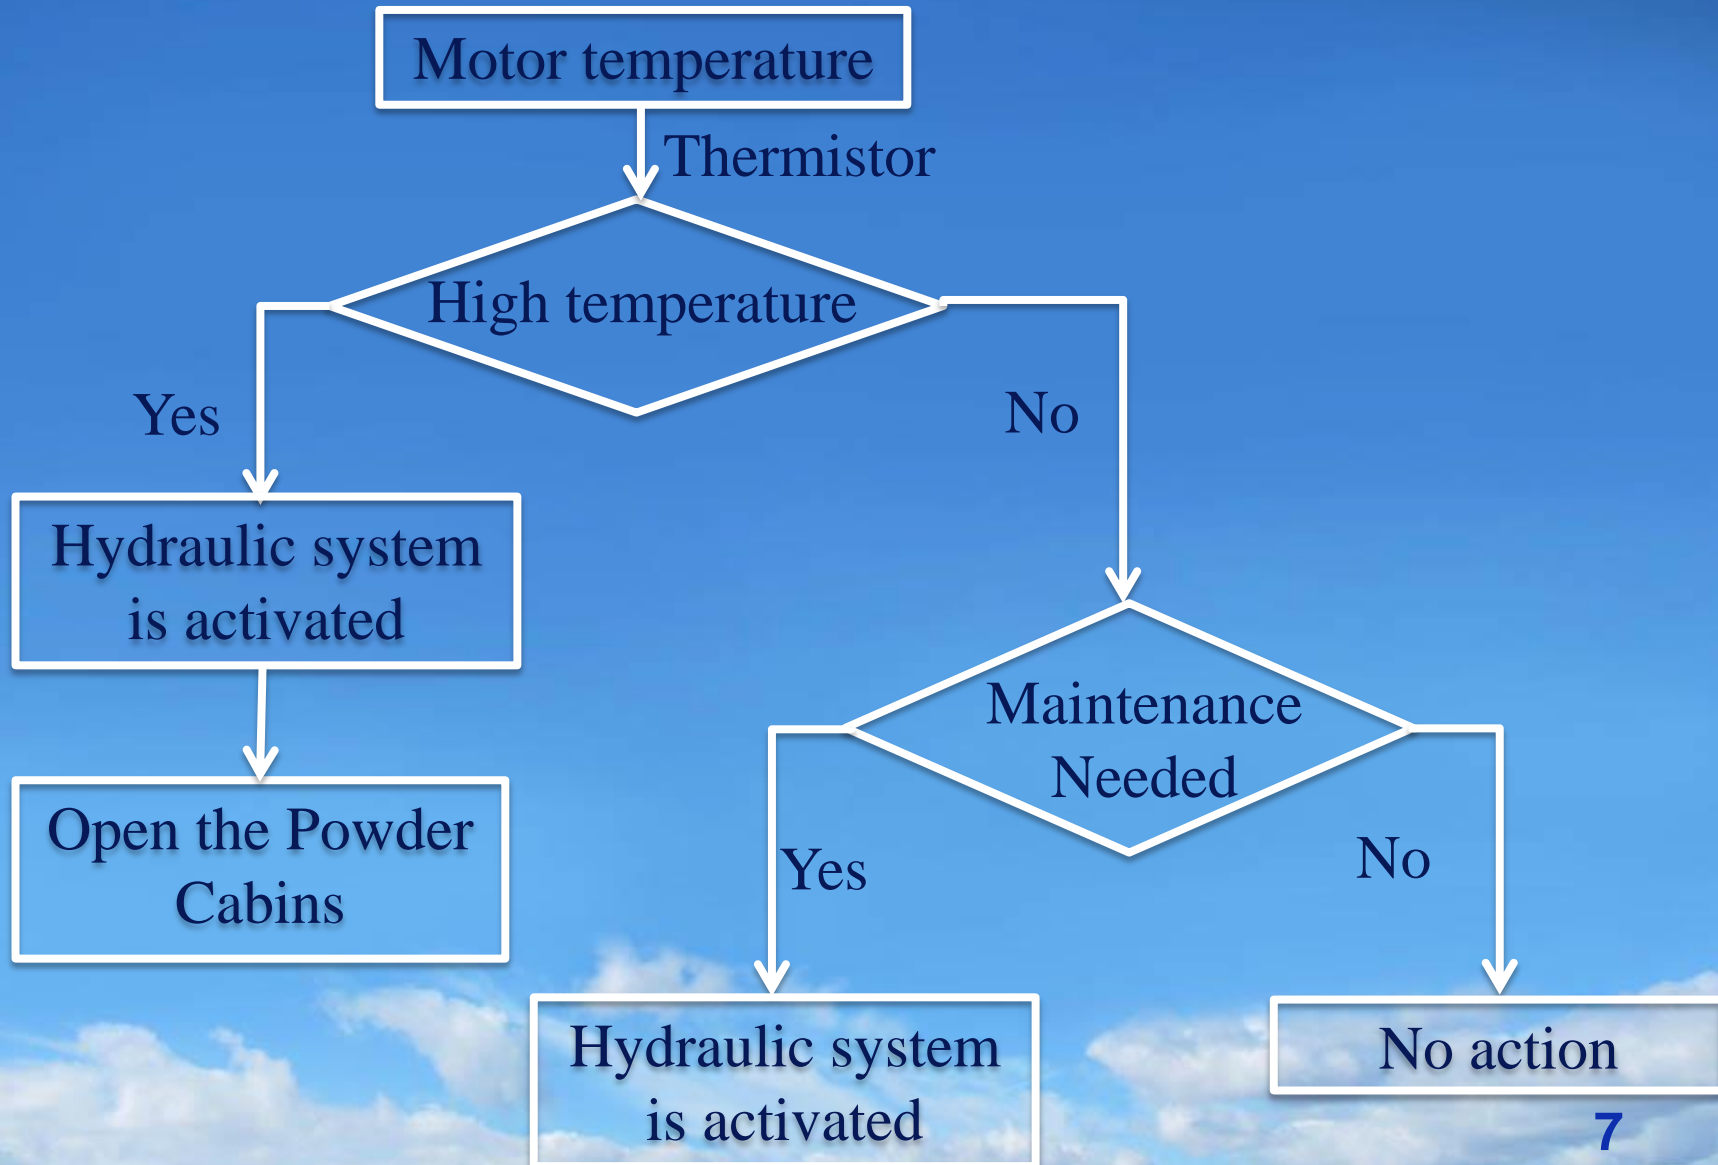 Motor temperature
Thermistor
High temperature
Yes
No
Hydraulic system
is activated
Maintenance
Needed
Open the Powder
Cabins
Yes
No
Hydraulic system
is activated
No action
7